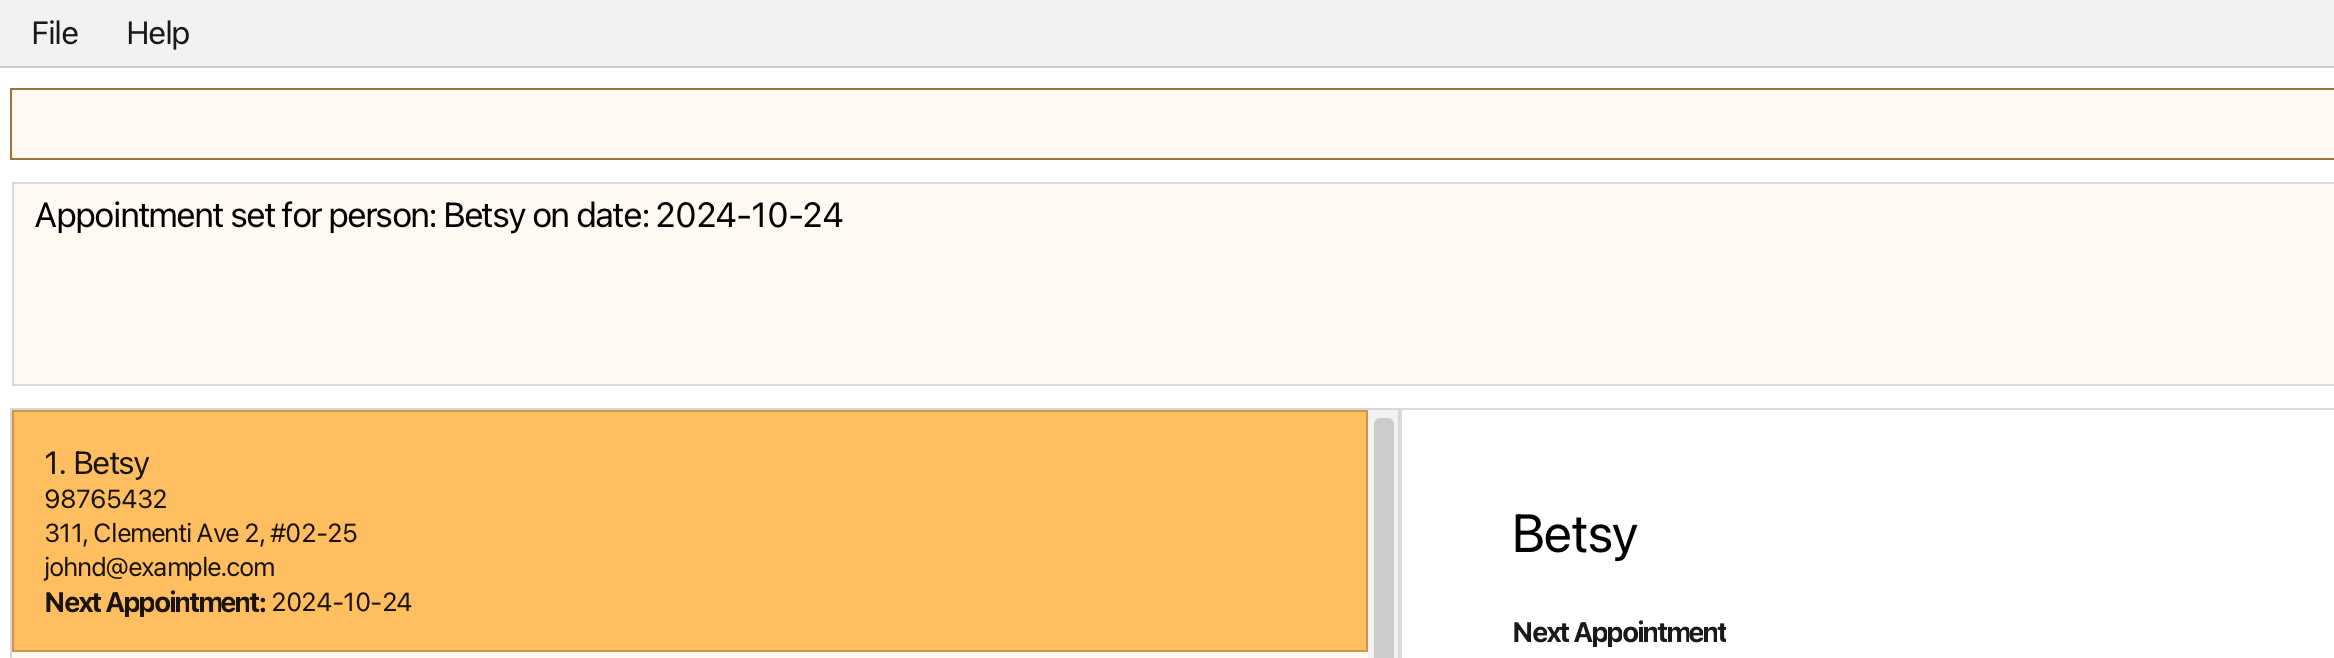 File Help
Appointment set for person: Betsy on date: 2024-10-24
1. Betsy
98765432
311, Clementi Ave 2, #02-25
johnd@example.com
Next Appointment: 2024-10-24
Betsy
Next Appointment